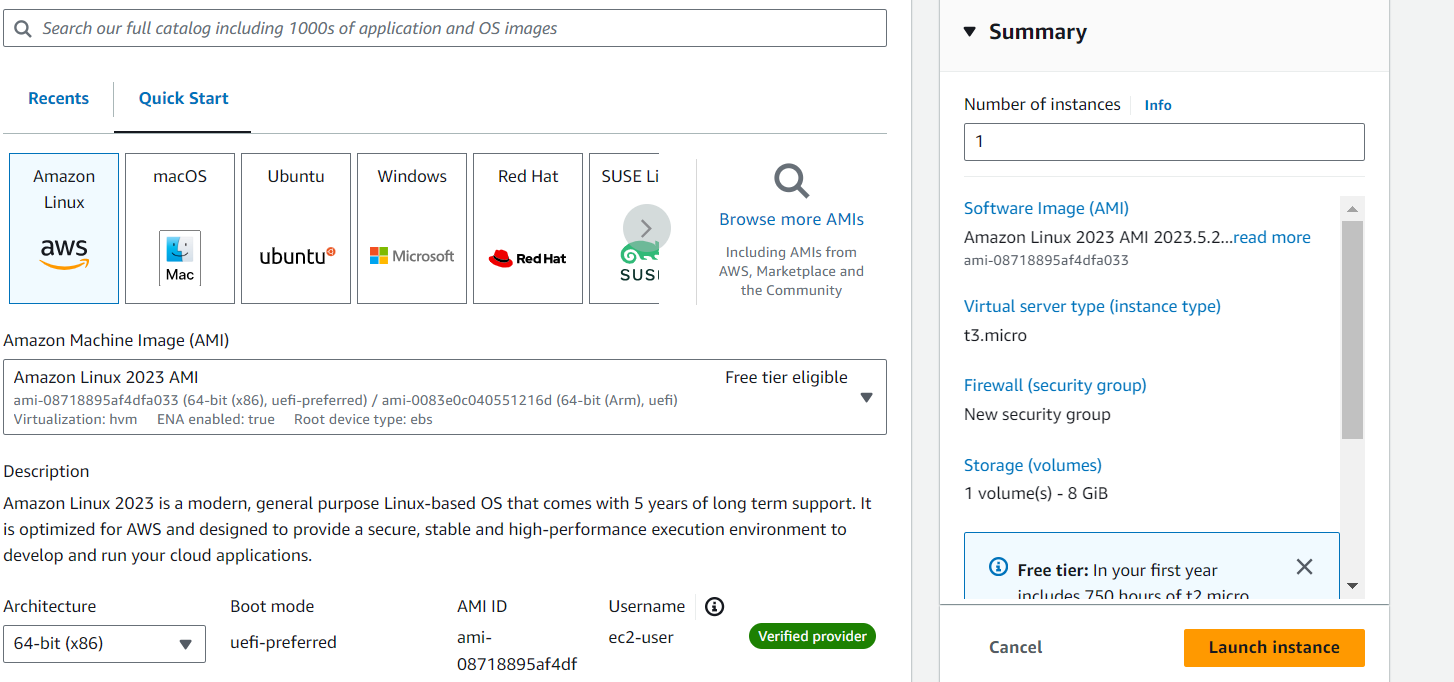 Search our full catalog including 1000s of application and OS images
Recents
Quick Start
Amazon
Linux
aws
macOS
Mac
Ubuntu
ubuntu
Windows
Microsoft
Red Hat
Red Hat
SUSE Li
SUS
Browse more AMIs
Including AMIs from
AWS, Marketplace and
the Community
Amazon Machine Image (AMI)
Amazon Linux 2023 AMI
Free tier eligible
ami-08718895af4dfa033 (64-bit (x86), uefi-preferred) / ami-0083e0c040551216d (64-bit (Arm), uefi)
Virtualization: hvm ENA enabled: true Root device type: ebs
Description
Amazon Linux 2023 is a modern, general purpose Linux-based OS that comes with 5 years of long term support. It
is optimized for AWS and designed to provide a secure, stable and high-performance execution environment to
develop and run your cloud applications.
Architecture
64-bit (x86)
Boot mode
uefi-preferred
AMI ID
ami-
08718895af4df
Username
ec2-user
Verified provider
Summary
Number of instances Info
1
Software Image (AMI)
Amazon Linux 2023 AMI 2023.5.2...read more
ami-08718895af4dfa033
Virtual server type (instance type)
t3.micro
Firewall (security group)
New security group
Storage (volumes)
1 volume(s) - 8 GiB
Free tier: In your first year
includes 750 hours of t2.micro
Cancel
Launch instance